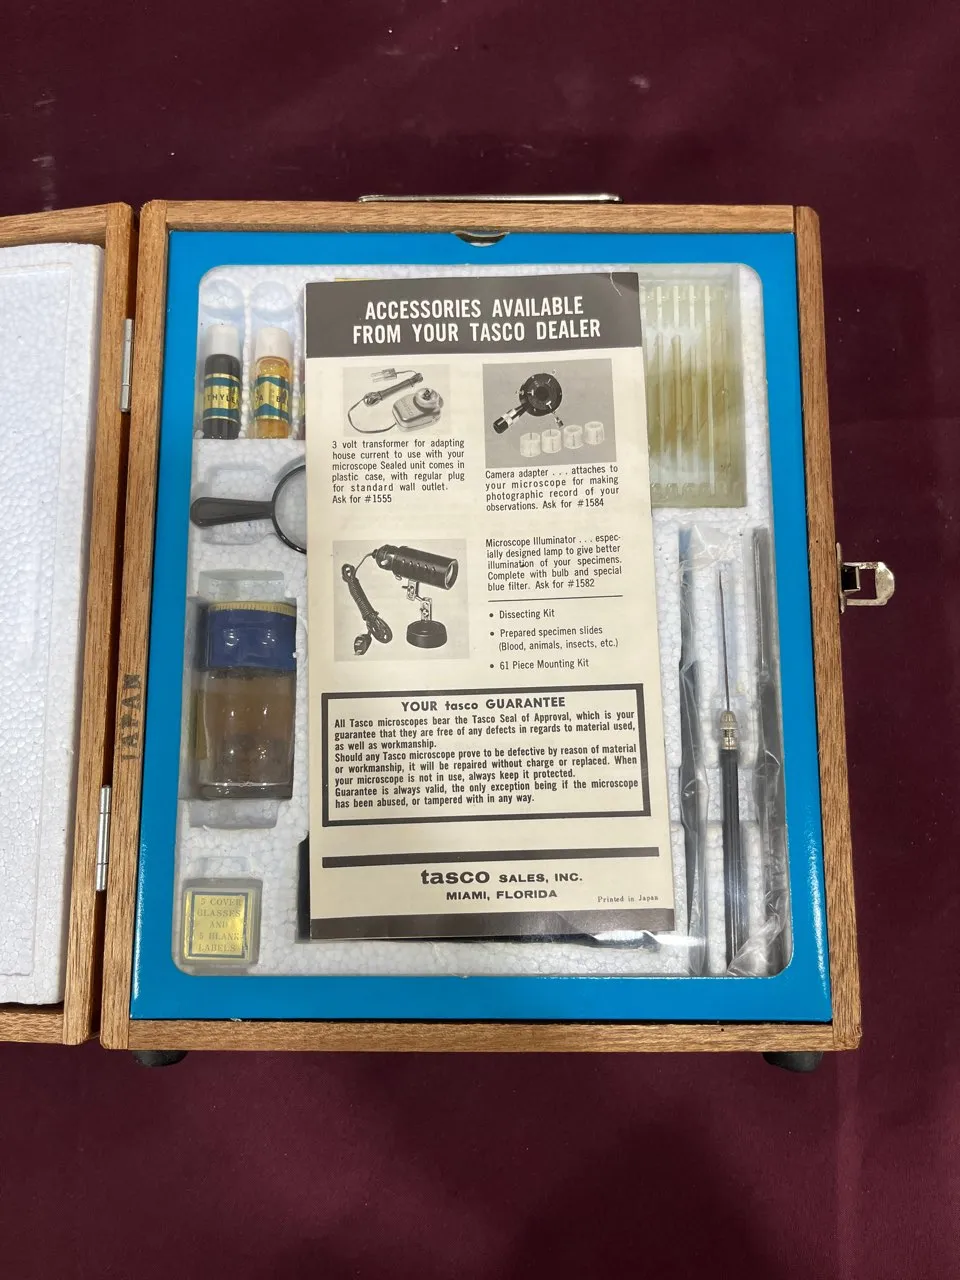 ACCESSORIES AVAILABLE
FROM YOUR TASCO DEALER
3 volt transformer for adapting
house current to use with your
microscope Sealed unit comes in
plastic case, with regular plug
for standard wall outlet.
Ask for #1555
Camera adapter . . . attaches to
your microscope for making
photographic record of your
observations. Ask for #1584
Microscope Illuminator . . . espec-
ially designed lamp to give better
illumination of your specimens.
Complete with bulb and special
blue filter. Ask for #1582
• Dissecting Kit
• Prepared specimen slides
(Blood, animals, insects, etc.)
• 61 Piece Mounting Kit
YOUR tasco GUARANTEE
All Tasco microscopes bear the Tasco Seal of Approval, which is your
guarantee that they are free of any defects in regards to material used,
as well as workmanship.
Should any Tasco microscope prove to be defective by reason of material
or workmanship, it will be repaired without charge or replaced. When
your microscope is not in use, always keep it protected.
Guarantee is always valid, the only exception being if the microscope
has been abused, or tampered with in any way.
tasco SALES, INC.
MIAMI, FLORIDA
Printed in Japan
JAPAN
5 COVER
GLASSES
AND
5 BLANK
LABELS